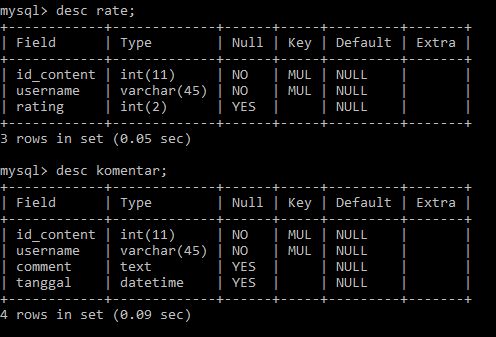 mysql> desc rate;
+------------+-------------+------+-----+---------+-------+
| Field      | Type        | Null | Key | Default | Extra |
+------------+-------------+------+-----+---------+-------+
| id_content | int(11)     | NO   | MUL | NULL    |       |
| username   | varchar(45) | NO   | MUL | NULL    |       |
| rating     | int(2)      | YES  |     | NULL    |       |
+------------+-------------+------+-----+---------+-------+
3 rows in set (0.05 sec)

mysql> desc komentar;
+------------+-------------+------+-----+---------+-------+
| Field      | Type        | Null | Key | Default | Extra |
+------------+-------------+------+-----+---------+-------+
| id_content | int(11)     | NO   | MUL | NULL    |       |
| username   | varchar(45) | NO   | MUL | NULL    |       |
| comment    | text        | YES  |     | NULL    |       |
| tanggal    | datetime    | YES  |     | NULL    |       |
+------------+-------------+------+-----+---------+-------+
4 rows in set (0.09 sec)